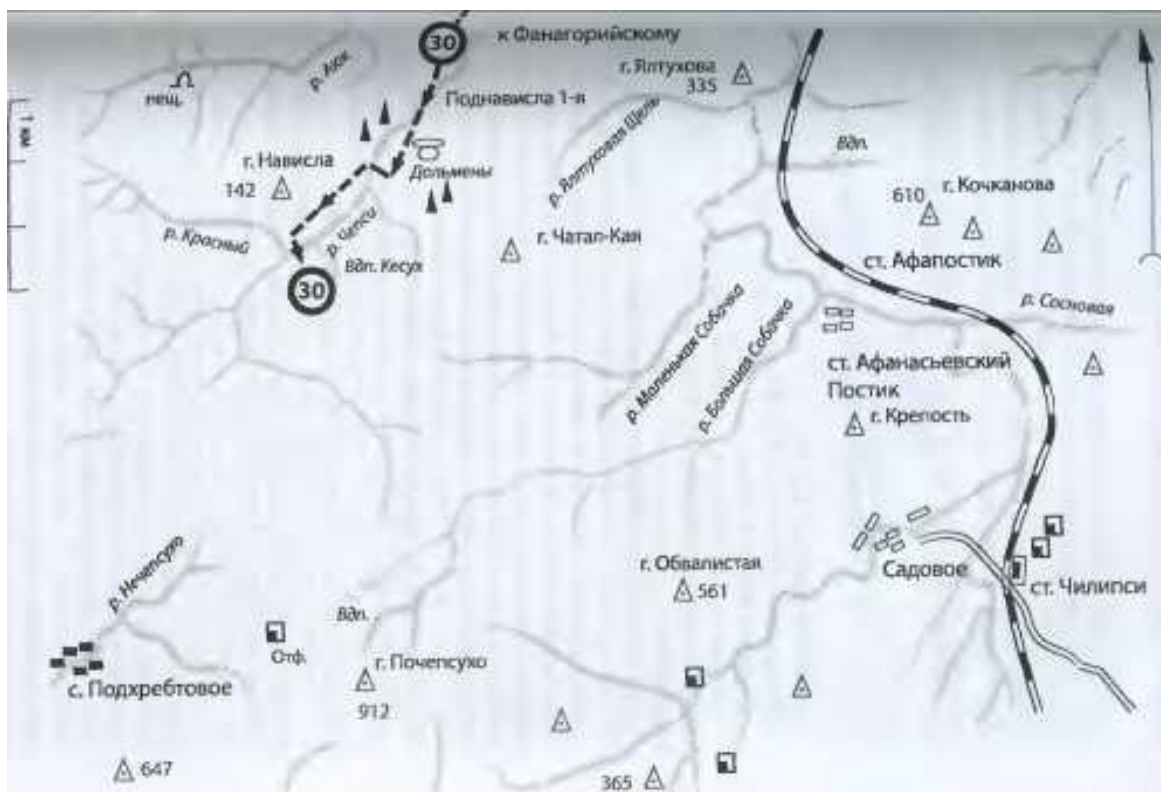 30
к Фанагорийскому
г. Ялтухова
335
р. Аюк
пещ.
Поднависла 1-я
1 км
Вдп.
р. Ялтуховая Щель
г. Нависла
142
Дольмены
610
г. Кочканова
р. Красный
р. Чепси
г. Чатал-Кая
Вдп. Кесух
30
ст. Афапостик
р. Сосновая
р. Маленькая Собачка
р. Большая Собачка
ст. Афанасьевский
Постик
г. Крепость
р. Нечепсухо
г. Обвалистая
561
Садовое
ст. Чилипси
Вдп.
Отф.
г. Почепсухо
912
с. Подхребтовое
647
365